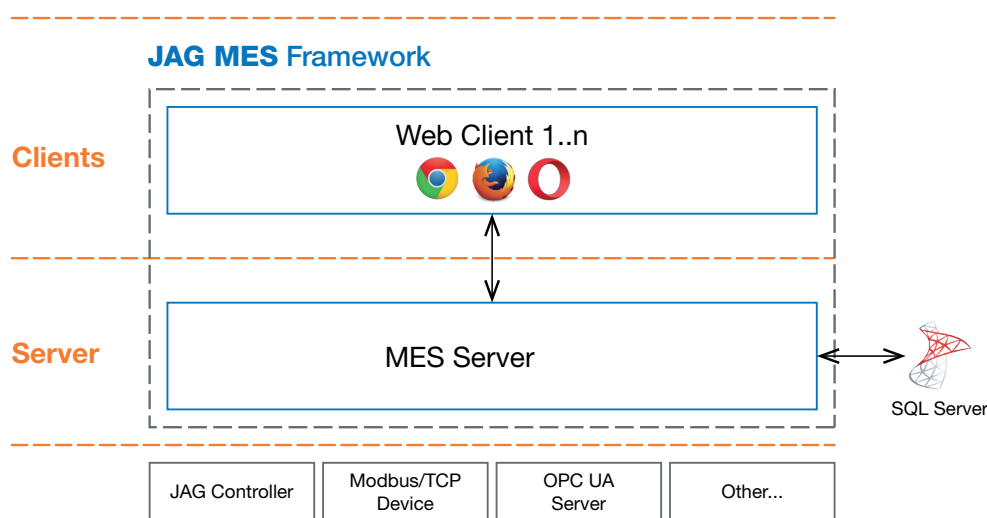 JAG MES Framework
Clients
Web Client 1..n
Server
MES Server
SQL Server
JAG Controller
Modbus/TCP
Device
OPC UA
Server
Other...